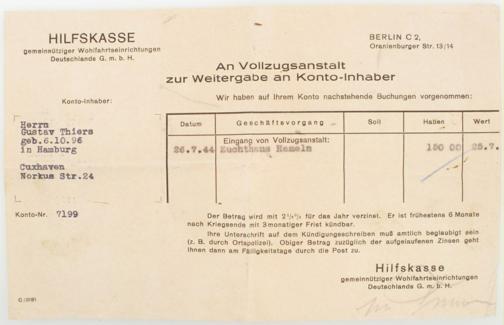 HILFSKASSE
gemeinnütziger Wohlfahrtseinrichtungen
Deutschlands G. m. b. H.
BERLIN C 2,
Oranienburger Str. 13/14
An Vollzugsanstalt
zur Weitergabe an Konto-Inhaber
Wir haben auf Ihrem Konto nachstehende Buchungen vorgenommen:
Konto-Inhaber:
Herrn
Gustav Thiers
geb.6.10.96
in Hamburg
Cuxhaven
Norkus Str.24
Konto-Nr. 7199
Datum Geschäftsvorgang Soll Haben Wert
Eingang von Vollzugsanstalt:
26.7.44 Zuchthaus Hameln 150 00 25.7.
Der Betrag wird mit 2¼% für das Jahr verzinst. Er ist frühestens 6 Monate
nach Kriegsende mit 3 monatiger Frist kündbar.
Ihre Unterschrift auf dem Kündigungsschreiben muß amtlich beglaubigt sein
(z. B. durch Ortspolizei). Obiger Betrag zuzüglich der aufgelaufenen Zinsen geht
Ihnen dann am Fälligkeitstage durch die Post zu.
Hilfskasse
gemeinnütziger Wohlfahrtseinrichtungen
Deutschlands G. m. b. H.